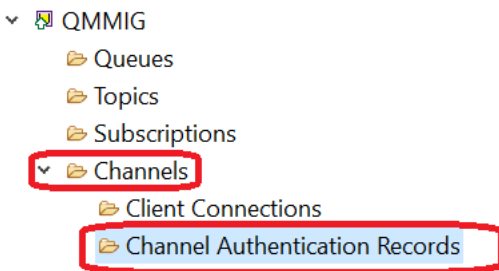 QMMIG
Queues
Topics
Subscriptions
Channels
Client Connections
Channel Authentication Records